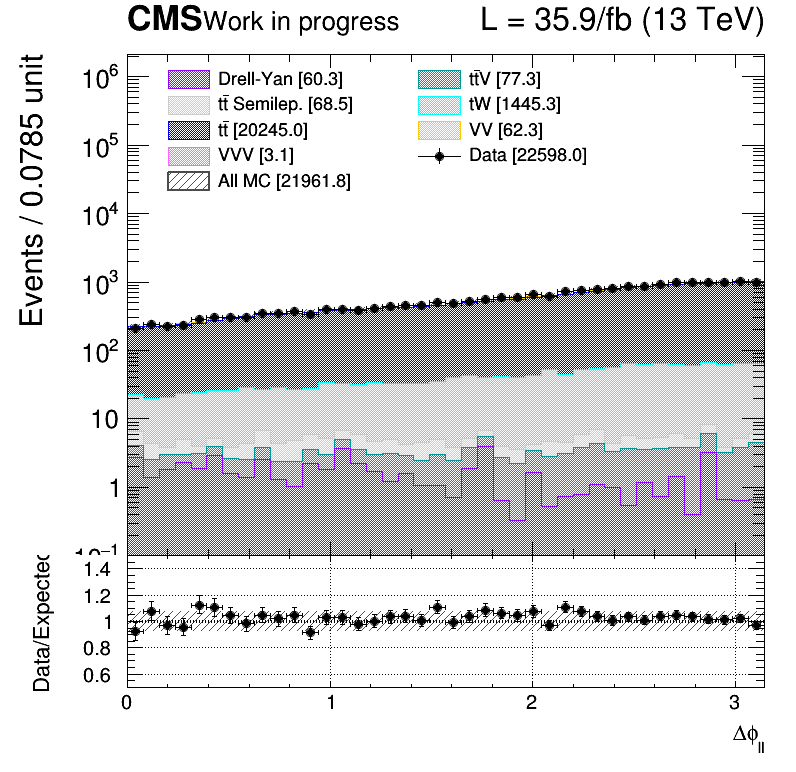 CMS Work in progress L = 35.9/fb (13 TeV)
Events / 0.0785 unit
10⁶
10⁵
10⁴
10³
10²
10
1
10⁻¹
Drell-Yan [60.3]
tt̄ Semilep. [68.5]
tt̄ [20245.0]
VVV [3.1]
All MC [21961.8]
tt̄V [77.3]
tW [1445.3]
VV [62.3]
Data [22598.0]
Data/Expected
1.4
1.2
1
0.8
0.6
0 1 2 3
Δϕ_ll